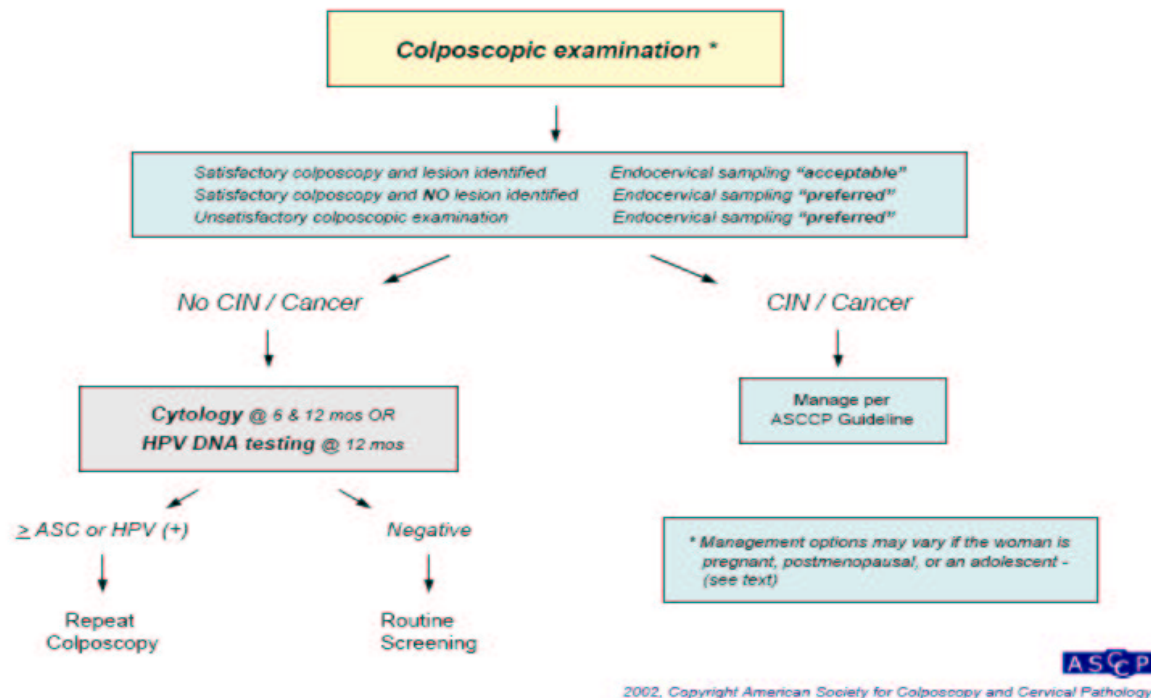 Colposcopic examination *
Satisfactory colposcopy and lesion identified Endocervical sampling “acceptable”
Satisfactory colposcopy and NO lesion identified Endocervical sampling “preferred”
Unsatisfactory colposcopic examination Endocervical sampling “preferred”
No CIN / Cancer
CIN / Cancer
Cytology @ 6 & 12 mos OR
HPV DNA testing @ 12 mos
Manage per
ASCCP Guideline
≥ ASC or HPV (+)
Negative
Repeat
Colposcopy
Routine
Screening
* Management options may vary if the woman is
pregnant, postmenopausal, or an adolescent -
(see text)
ASCCP
2002, Copyright American Society for Colposcopy and Cervical Pathology